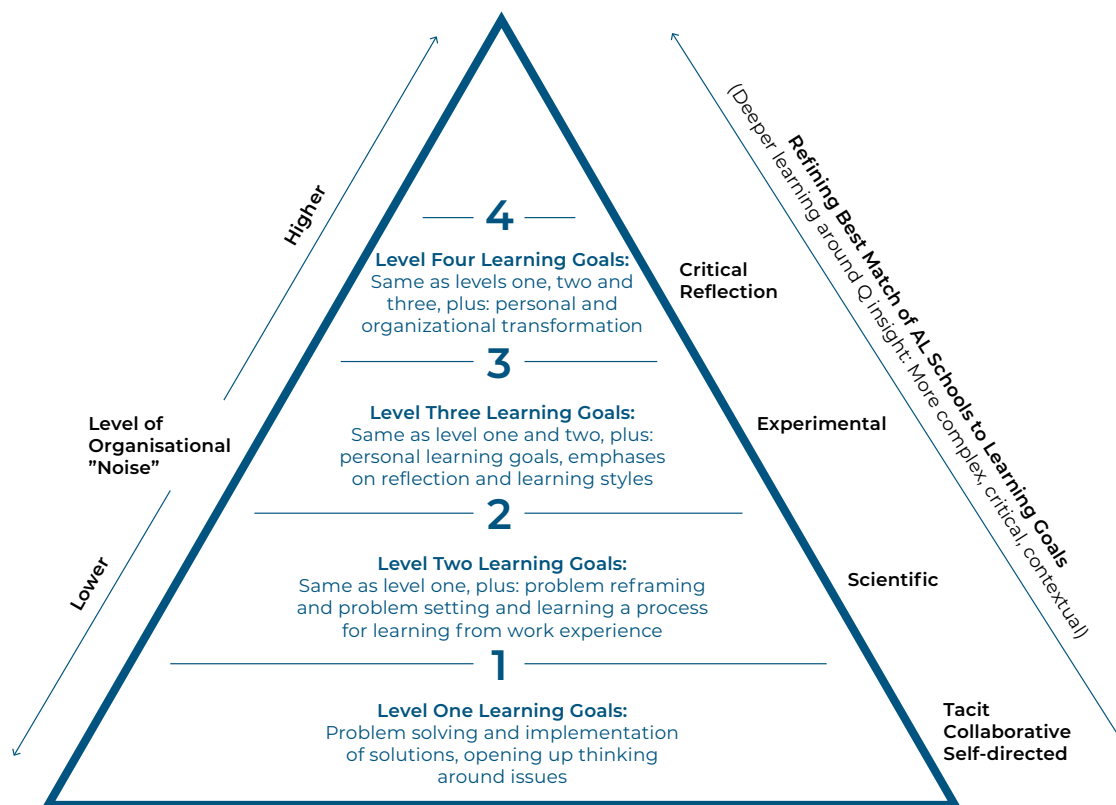 4
Level Four Learning Goals:
Same as levels one, two and
three, plus: personal and
organizational transformation
3
Level Three Learning Goals:
Same as level one and two, plus:
personal learning goals, emphases
on reflection and learning styles
2
Level Two Learning Goals:
Same as level one, plus: problem reframing
and problem setting and learning a process
for learning from work experience
1
Level One Learning Goals:
Problem solving and implementation
of solutions, opening up thinking
around issues
Higher
Level of
Organisational
”Noise”
Lower
Critical
Reflection
Experimental
Scientific
Tacit
Collaborative
Self-directed
Refining Best Match of AL Schools to Learning Goals
(Deeper learning around Q insight: More complex, critical, contextual)